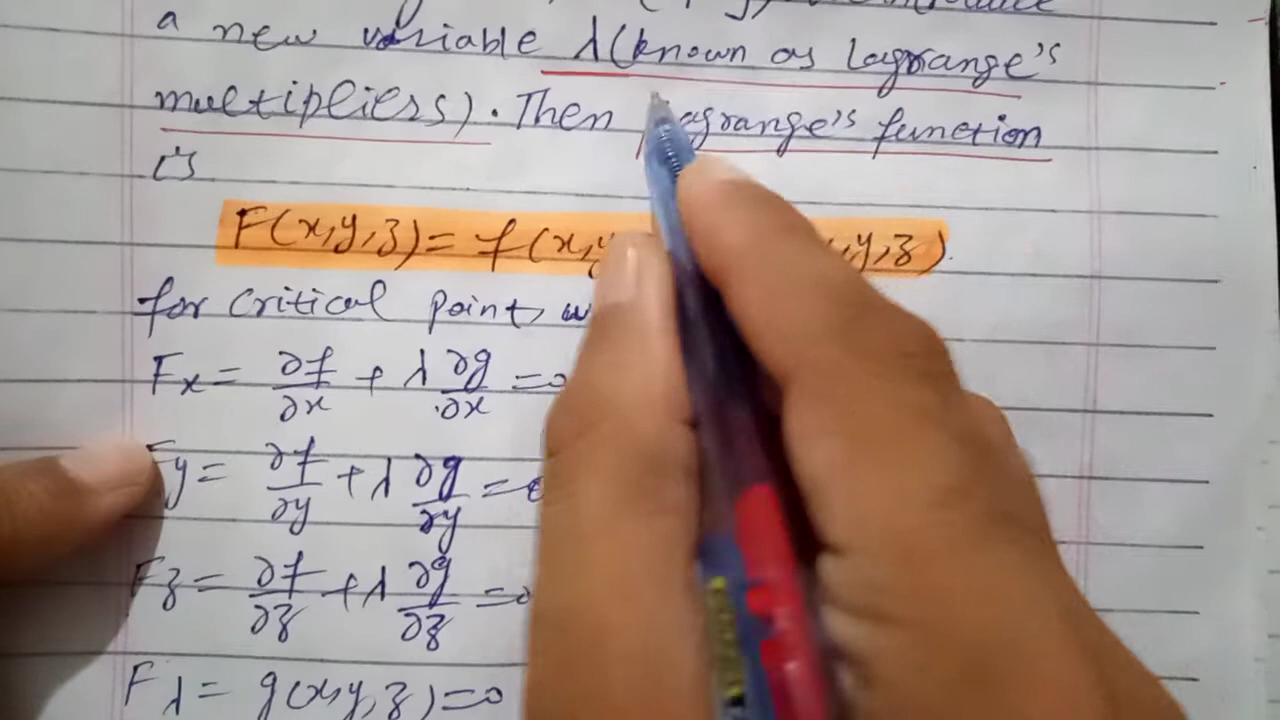 a new variable λ(known as Lagrange's
multipliers). Then Lagrange's function
is
F(x,y,z) = f(x,y ,y,z).
for critical point,
Fx = ∂f/∂x + λ ∂g/∂x = 0
Fy = ∂f/∂y + λ ∂g/∂y = 0
Fz = ∂f/∂z + λ ∂g/∂z = 0
Fλ = g(x,y,z) = 0